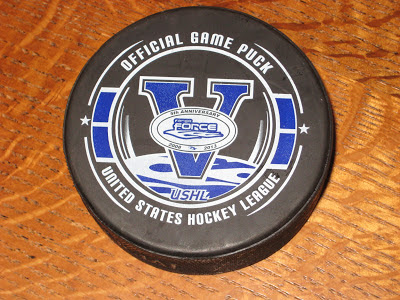 OFFICIAL GAME PUCK
V
5TH ANNIVERSARY
FORCE
2008 2013
USHL
UNITED STATES HOCKEY LEAGUE